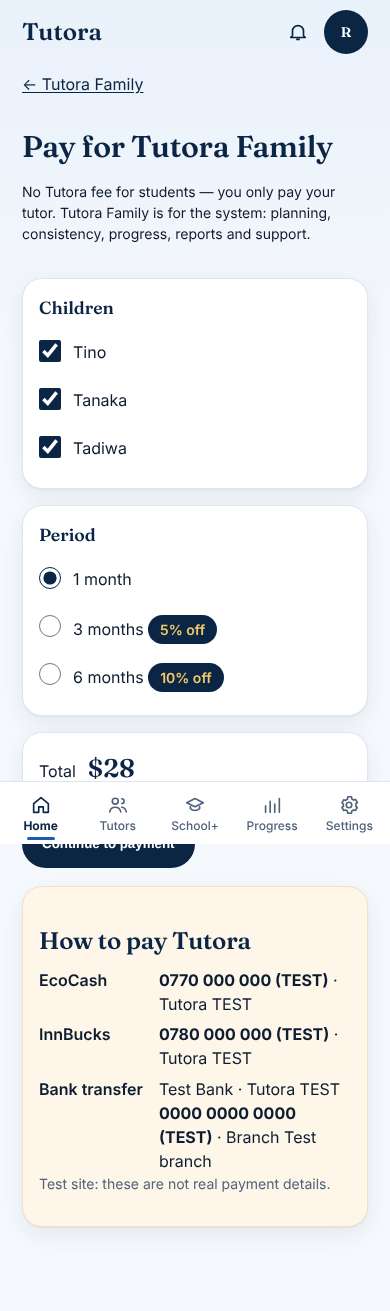 Tutora
R
← Tutora Family
Pay for Tutora Family
No Tutora fee for students — you only pay your
tutor. Tutora Family is for the system: planning,
consistency, progress, reports and support.
Children
Tino
Tanaka
Tadiwa
Period
1 month
3 months 5% off
6 months 10% off
Total $28
Home Tutors School+ Progress Settings
Continue to payment
How to pay Tutora
EcoCash 0770 000 000 (TEST) ·
Tutora TEST
InnBucks 0780 000 000 (TEST) ·
Tutora TEST
Bank transfer Test Bank · Tutora TEST
0000 0000 0000
(TEST) · Branch Test
branch
Test site: these are not real payment details.